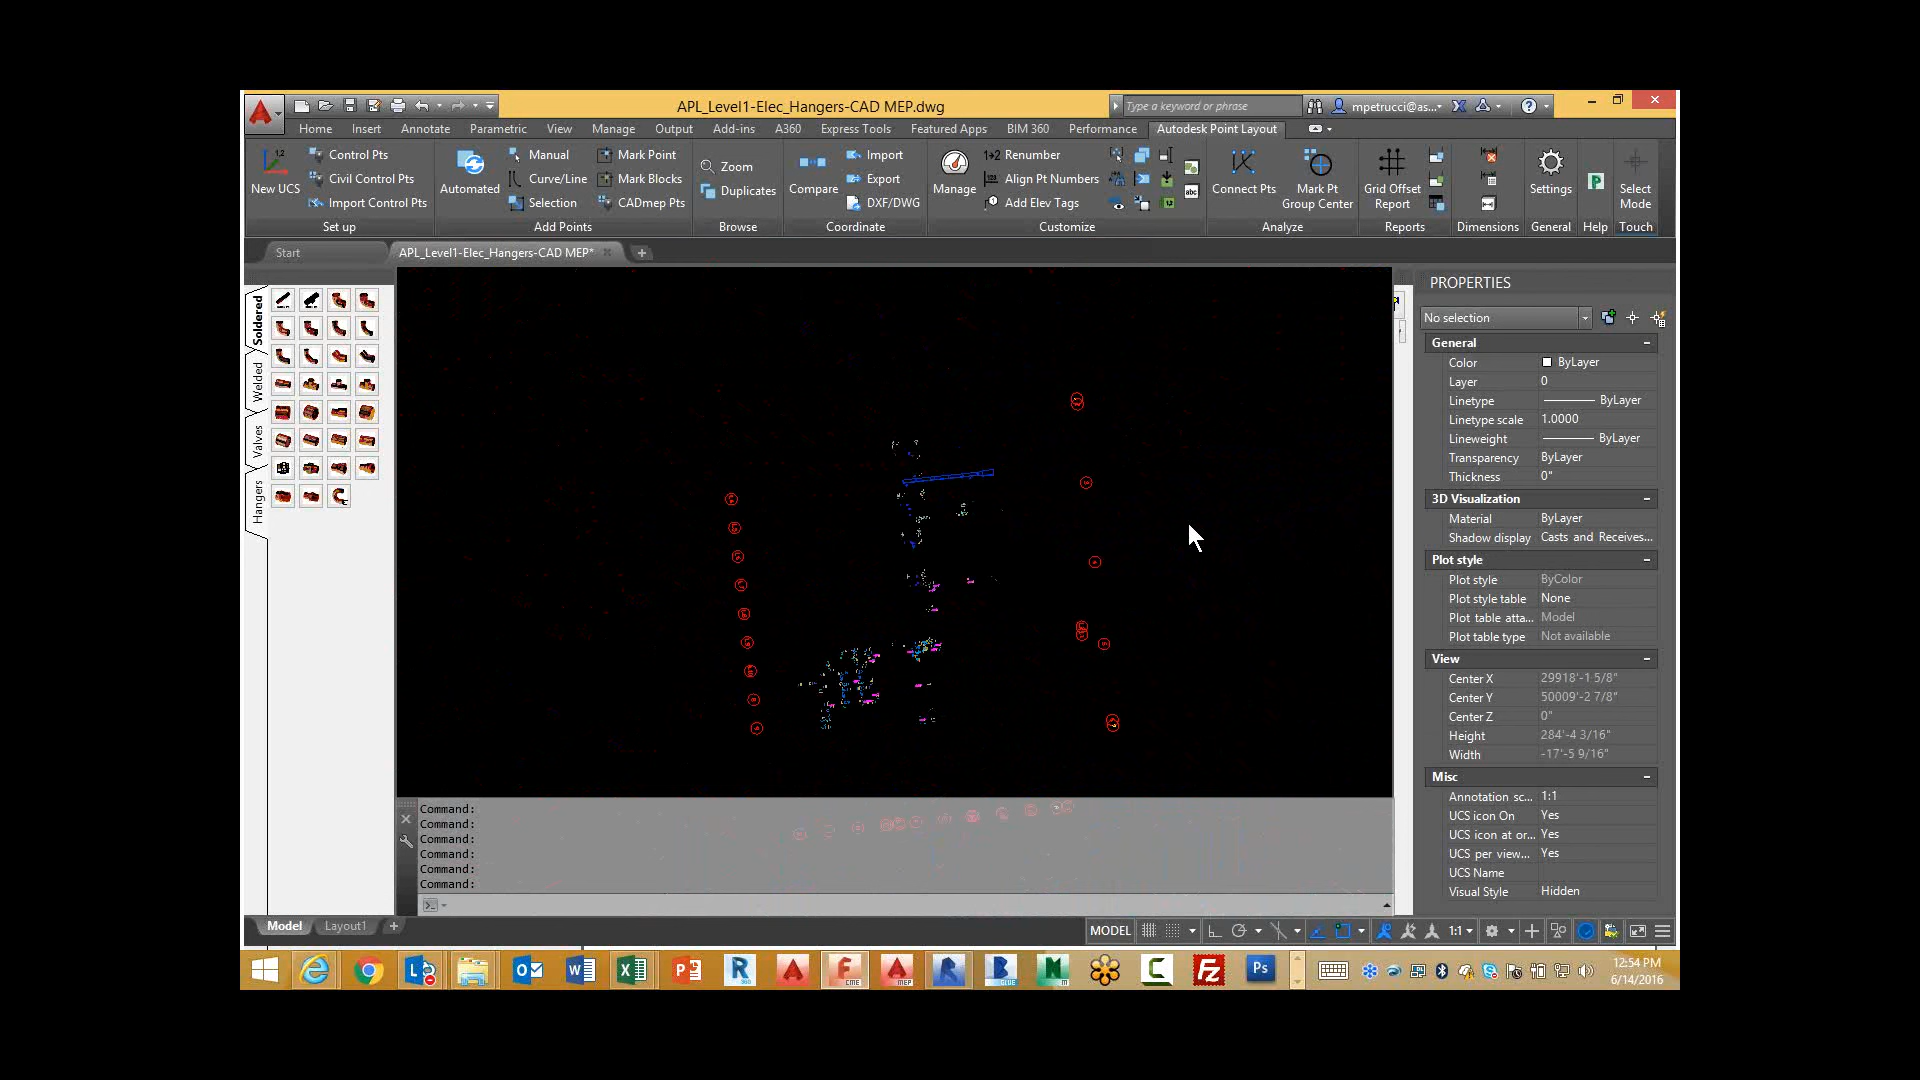 APL_Level1-Elec_Hangers-CAD MEP.dwg
Type a keyword or phrase
mpetrucci@as...
Home Insert Annotate Parametric View Manage Output Add-ins A360 Express Tools Featured Apps BIM 360 Performance Autodesk Point Layout
New UCS
Control Pts
Civil Control Pts
Import Control Pts
Set up
Automated
Manual
Curve/Line
Selection
Mark Point
Mark Blocks
CADmep Pts
Add Points
Zoom
Duplicates
Browse
Compare
Import
Export
DXF/DWG
Coordinate
Manage
Renumber
Align Pt Numbers
Add Elev Tags
Customize
Connect Pts
Mark Pt
Group Center
Analyze
Grid Offset
Report
Reports
Dimensions
Settings
General
Help
Select
Mode
Touch
Start
APL_Level1-Elec_Hangers-CAD MEP*
Soldered
Welded
Valves
Hangers
PROPERTIES
No selection
General
Color ByLayer
Layer 0
Linetype ByLayer
Linetype scale 1.0000
Lineweight ByLayer
Transparency ByLayer
Thickness 0"
3D Visualization
Material ByLayer
Shadow display Casts and Receives...
Plot style
Plot style ByColor
Plot style table None
Plot table atta... Model
Plot table type Not available
View
Center X 29918'-1 5/8"
Center Y 50009'-2 7/8"
Center Z 0"
Height 284'-4 3/16"
Width -17'-5 9/16"
Misc
Annotation sc... 1:1
UCS icon On Yes
UCS icon at or... Yes
UCS per view... Yes
UCS Name
Visual Style Hidden
Command:
Command:
Command:
Command:
Command:
Command:
Model Layout1
MODEL
1:1
12:54 PM
6/14/2016